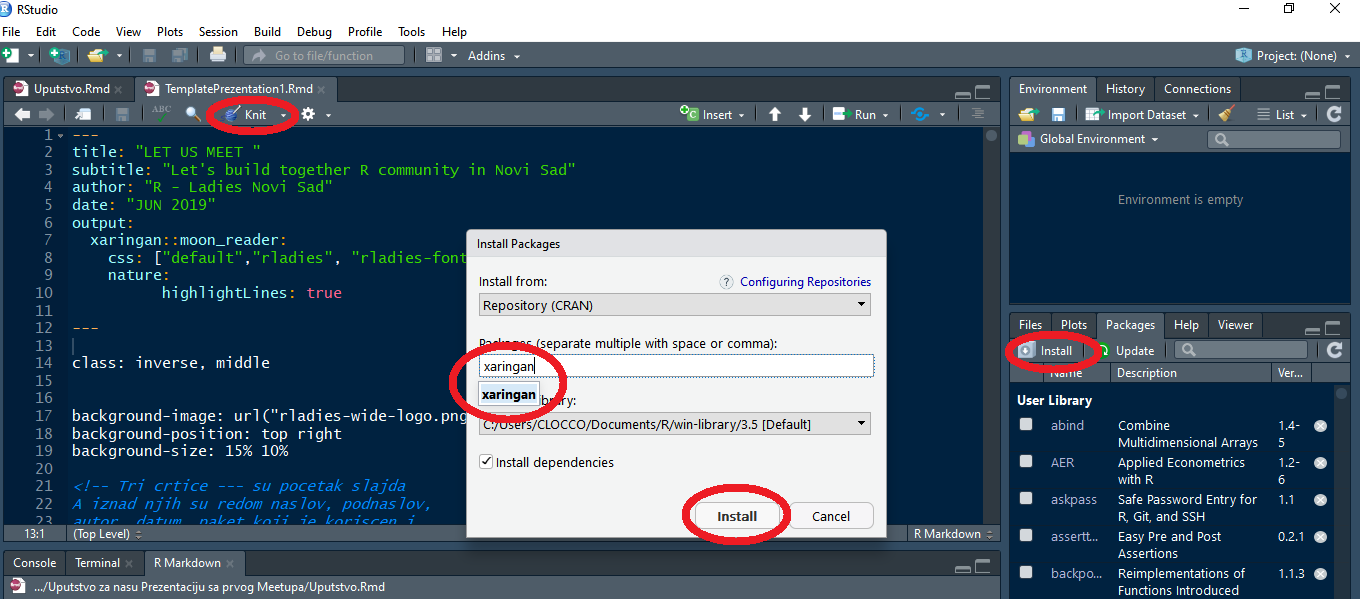 RStudio
File Edit Code View Plots Session Build Debug Profile Tools Help
Go to file/function Addins Project: (None)
Uputstvo.Rmd TemplatePrezentation1.Rmd
ABC Knit Insert Run
1 ---
2 title: "LET US MEET "
3 subtitle: "Let's build together R community in Novi Sad"
4 author: "R - Ladies Novi Sad"
5 date: "JUN 2019"
6 output:
7 xaringan::moon_reader:
8 css: ["default","rladies", "rladies-font
9 nature:
10 highlightLines: true
11
12 ---
13
14 class: inverse, middle
15
16
17 background-image: url("rladies-wide-logo.png
18 background-position: top right
19 background-size: 15% 10%
20
21 <!-- Tri crtice --- su pocetak slajda
22 A iznad njih su redom naslov, podnaslov,
23 autor, datum, paket koji je koriscen i
13:1 (Top Level) R Markdown
Console Terminal R Markdown
.../Uputstvo za nasu Prezentaciju sa prvog Meetupa/Uputstvo.Rmd
Install Packages
Install from: ? Configuring Repositories
Repository (CRAN)
Packages (separate multiple with space or comma):
xaringan
xaringan
brary:
C:/Users/CLOCCO/Documents/R/win-library/3.5 [Default]
Install dependencies
Install Cancel
Environment History Connections
Import Dataset List
Global Environment
Environment is empty
Files Plots Packages Help Viewer
Install Update
Name Description Ver...
User Library
abind Combine Multidimensional Arrays 1.4-5
AER Applied Econometrics with R 1.2-6
askpass Safe Password Entry for R, Git, and SSH 1.1
assertt... Easy Pre and Post Assertions 0.2.1
backpo... Reimplementations of Functions Introduced 1.1.3